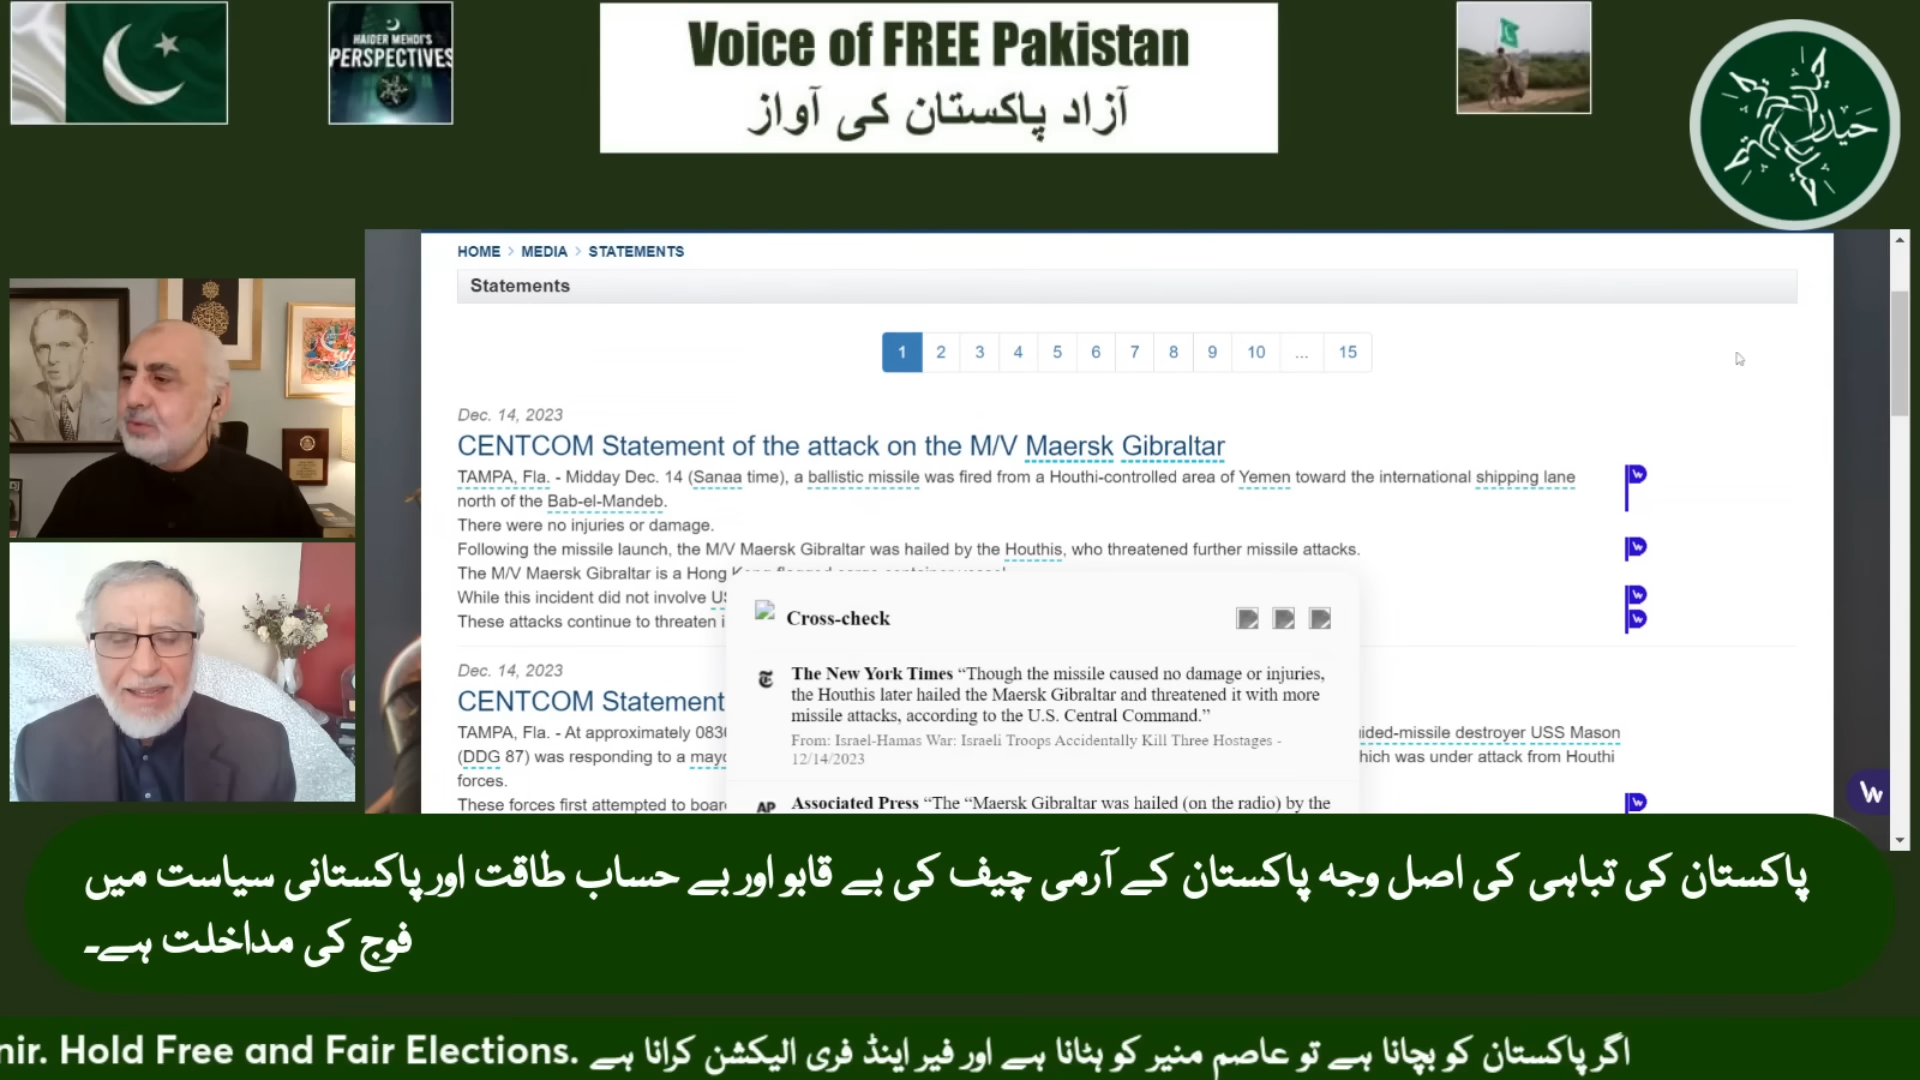 HAIDER MEHDI'S
PERSPECTIVES
Voice of FREE Pakistan
آزاد پاکستان کی آواز
HOME > MEDIA > STATEMENTS
Statements
1 2 3 4 5 6 7 8 9 10 ... 15
Dec. 14, 2023
CENTCOM Statement of the attack on the M/V Maersk Gibraltar
TAMPA, Fla. - Midday Dec. 14 (Sanaa time), a ballistic missile was fired from a Houthi-controlled area of Yemen toward the international shipping lane
north of the Bab-el-Mandeb.
There were no injuries or damage.
Following the missile launch, the M/V Maersk Gibraltar was hailed by the Houthis, who threatened further missile attacks.
The M/V Maersk Gibraltar is a Hong Kong flagged cargo container vessel
While this incident did not involve US
These attacks continue to threaten i
Cross-check
The New York Times “Though the missile caused no damage or injuries,
the Houthis later hailed the Maersk Gibraltar and threatened it with more
missile attacks, according to the U.S. Central Command.”
From: Israel-Hamas War: Israeli Troops Accidentally Kill Three Hostages -
12/14/2023
AP Associated Press “The “Maersk Gibraltar was hailed (on the radio) by the
Dec. 14, 2023
CENTCOM Statement
TAMPA, Fla. - At approximately 0830 ided-missile destroyer USS Mason
(DDG 87) was responding to a mayd hich was under attack from Houthi
forces.
These forces first attempted to boar
پاکستان کی تباہی کی اصل وجہ پاکستان کے آرمی چیف کی بے قابو اور بے حساب طاقت اور پاکستانی سیاست میں
فوج کی مداخلت ہے۔
nir. Hold Free and Fair Elections. اگر پاکستان کو بچانا ہے تو عاصم منیر کو ہٹانا ہے اور فیر اینڈ فری الیکشن کرانا ہے